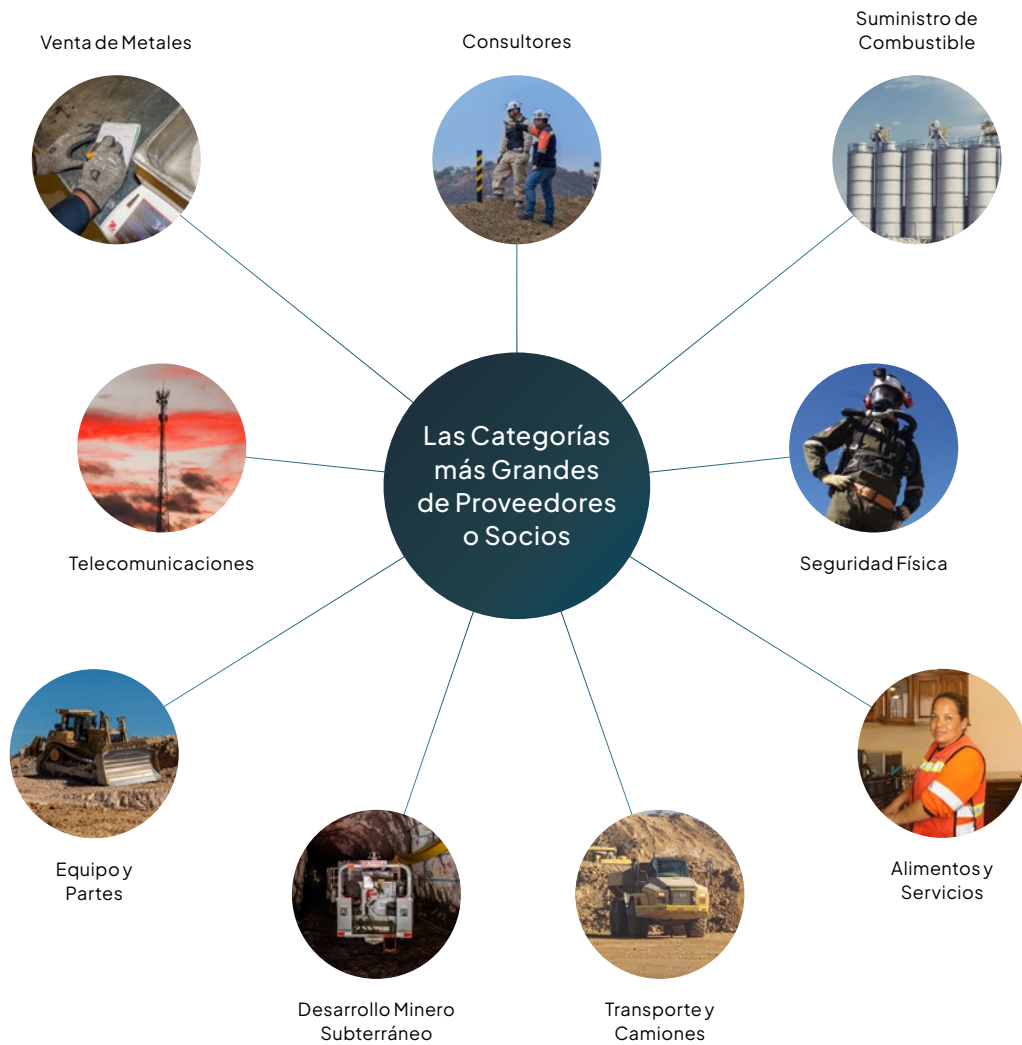 Venta de Metales
Consultores
Suministro de
Combustible
Las Categorías
más Grandes
de Proveedores
o Socios
Telecomunicaciones
Seguridad Física
Equipo y
Partes
Alimentos y
Servicios
Desarrollo Minero
Subterráneo
Transporte y
Camiones